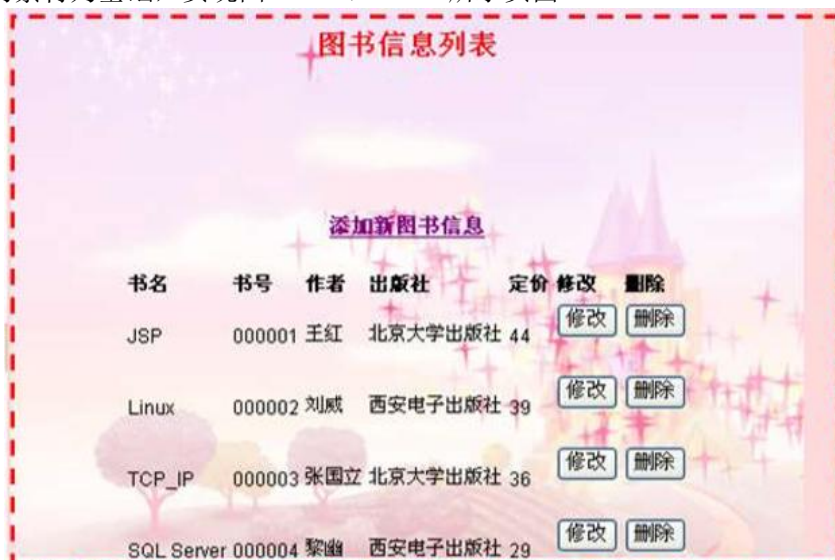 图书信息列表
添加新图书信息
书名 书号 作者 出版社 定价 修改 删除
JSP 000001 王红 北京大学出版社 44 修改 删除
Linux 000002 刘威 西安电子出版社 39 修改 删除
TCP_IP 000003 张国立 北京大学出版社 36 修改 删除
SQL Server 000004 黎幽 西安电子出版社 29 修改 删除